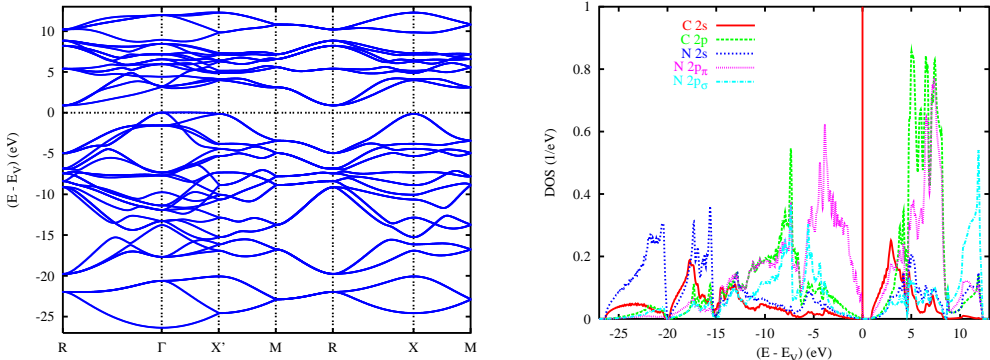 10
5
0
-5
-10
-15
-20
-25
(E - E_V) (eV)
R Γ X' M R X M
C 2s
C 2p
N 2s
N 2p_π
N 2p_σ
1
0.8
0.6
0.4
0.2
0
DOS (1/eV)
-25 -20 -15 -10 -5 0 5 10
(E - E_V) (eV)